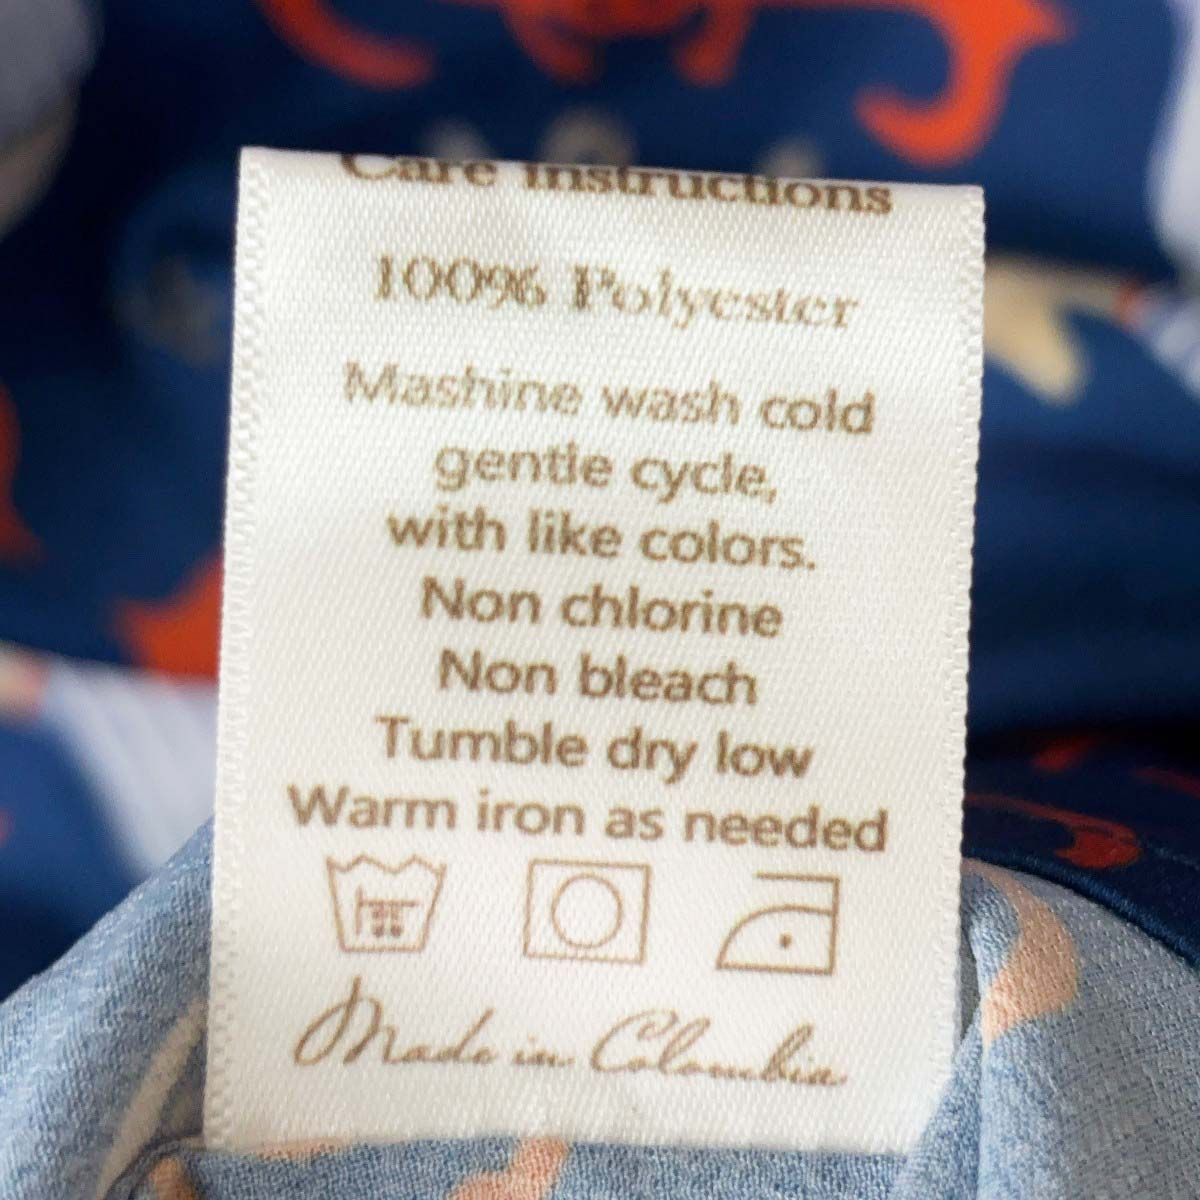 Care instructions
100% Polyester
Mashine wash cold
gentle cycle,
with like colors.
Non chlorine
Non bleach
Tumble dry low
Warm iron as needed
Made in Colombia